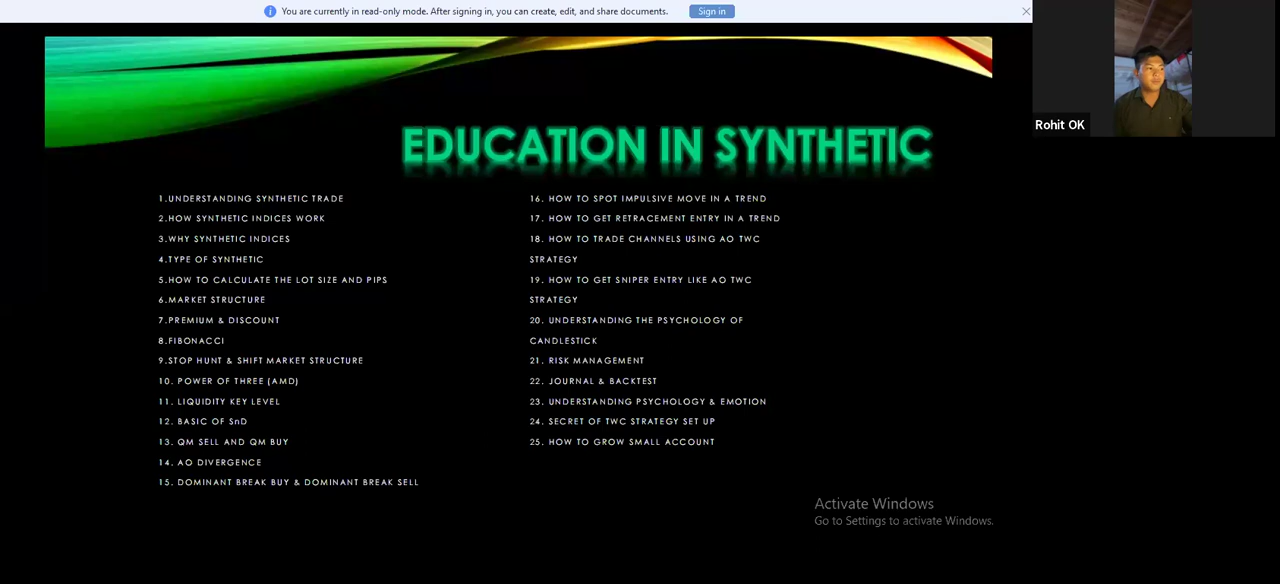 You are currently in read-only mode. After signing in, you can create, edit, and share documents. Sign in
Rohit OK
EDUCATION IN SYNTHETIC
1.UNDERSTANDING SYNTHETIC TRADE
2.HOW SYNTHETIC INDICES WORK
3.WHY SYNTHETIC INDICES
4.TYPE OF SYNTHETIC
5.HOW TO CALCULATE THE LOT SIZE AND PIPS
6.MARKET STRUCTURE
7.PREMIUM & DISCOUNT
8.FIBONACCI
9.STOP HUNT & SHIFT MARKET STRUCTURE
10. POWER OF THREE (AMD)
11. LIQUIDITY KEY LEVEL
12. BASIC OF SnD
13. QM SELL AND QM BUY
14. AO DIVERGENCE
15. DOMINANT BREAK BUY & DOMINANT BREAK SELL
16. HOW TO SPOT IMPULSIVE MOVE IN A TREND
17. HOW TO GET RETRACEMENT ENTRY IN A TREND
18. HOW TO TRADE CHANNELS USING AO TWC
STRATEGY
19. HOW TO GET SNIPER ENTRY LIKE AO TWC
STRATEGY
20. UNDERSTANDING THE PSYCHOLOGY OF
CANDLESTICK
21. RISK MANAGEMENT
22. JOURNAL & BACKTEST
23. UNDERSTANDING PSYCHOLOGY & EMOTION
24. SECRET OF TWC STRATEGY SET UP
25. HOW TO GROW SMALL ACCOUNT
Activate Windows
Go to Settings to activate Windows.